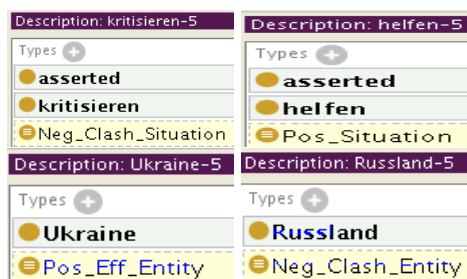 Description: kritisieren-5
Types
asserted
kritisieren
Neg_Clash_Situation
Description: helfen-5
Types
asserted
helfen
Pos_Situation
Description: Ukraine-5
Types
Ukraine
Pos_Eff_Entity
Description: Russland-5
Types
Russland
Neg_Clash_Entity